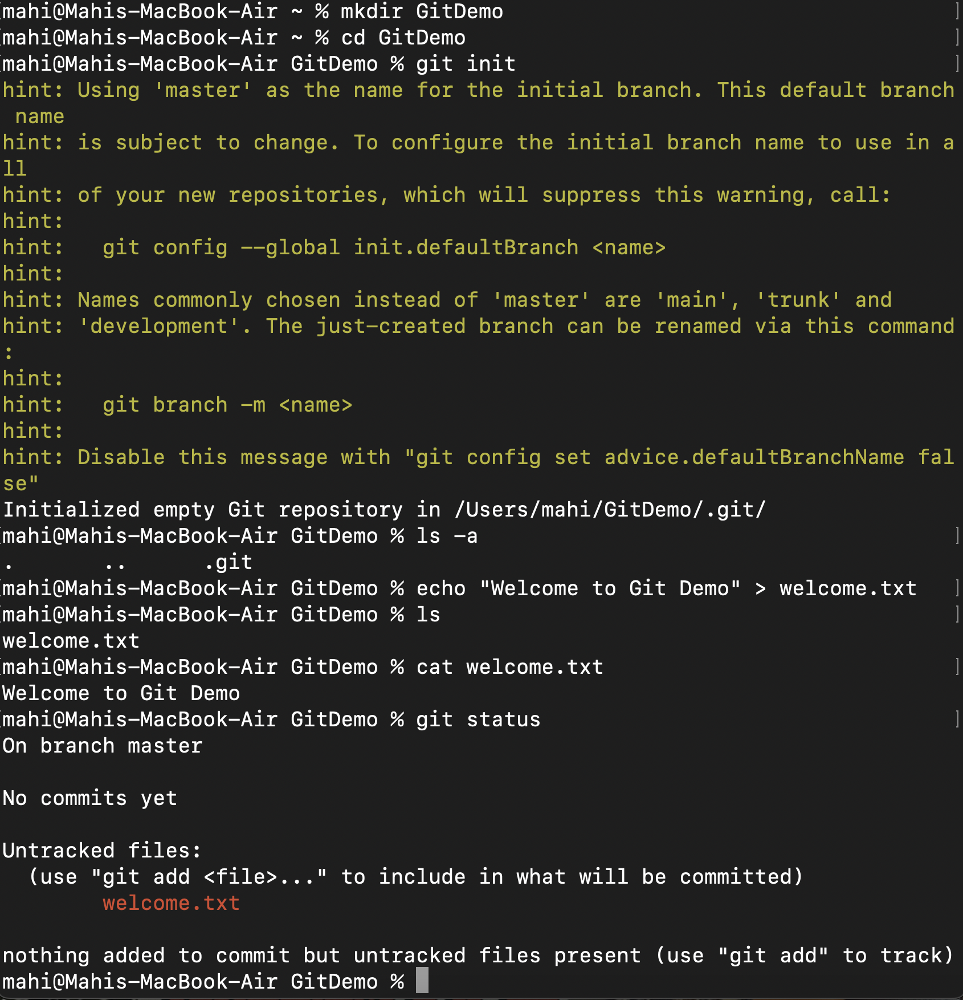 mahi@Mahis-MacBook-Air ~ % mkdir GitDemo
mahi@Mahis-MacBook-Air ~ % cd GitDemo
mahi@Mahis-MacBook-Air GitDemo % git init
hint: Using 'master' as the name for the initial branch. This default branch
 name
hint: is subject to change. To configure the initial branch name to use in a
ll
hint: of your new repositories, which will suppress this warning, call:
hint:
hint:   git config --global init.defaultBranch <name>
hint:
hint: Names commonly chosen instead of 'master' are 'main', 'trunk' and
hint: 'development'. The just-created branch can be renamed via this command
:
hint:
hint:   git branch -m <name>
hint:
hint: Disable this message with "git config set advice.defaultBranchName fal
se"
Initialized empty Git repository in /Users/mahi/GitDemo/.git/
mahi@Mahis-MacBook-Air GitDemo % ls -a
.       ..      .git
mahi@Mahis-MacBook-Air GitDemo % echo "Welcome to Git Demo" > welcome.txt
mahi@Mahis-MacBook-Air GitDemo % ls
welcome.txt
mahi@Mahis-MacBook-Air GitDemo % cat welcome.txt
Welcome to Git Demo
mahi@Mahis-MacBook-Air GitDemo % git status
On branch master

No commits yet

Untracked files:
  (use "git add <file>..." to include in what will be committed)
        welcome.txt

nothing added to commit but untracked files present (use "git add" to track)
mahi@Mahis-MacBook-Air GitDemo %